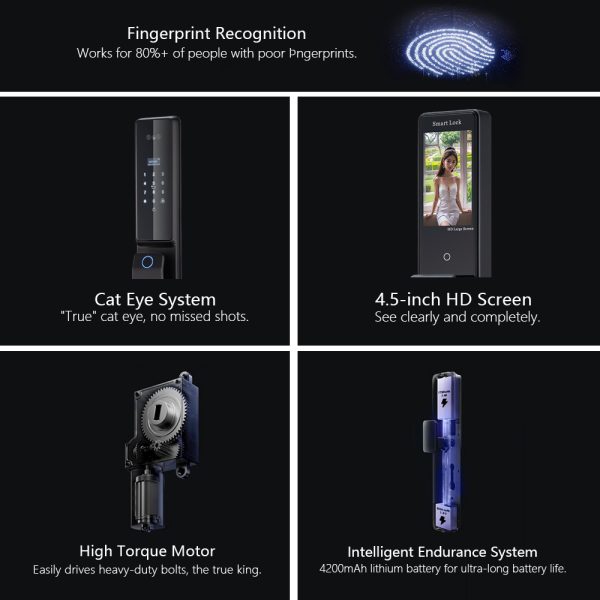 Fingerprint Recognition
Works for 80%+ of people with poor Þngerprints.
Smart Lock
HD Large Screen
Cat Eye System
"True" cat eye, no missed shots.
4.5-inch HD Screen
See clearly and completely.
High Torque Motor
Easily drives heavy-duty bolts, the true king.
Intelligent Endurance System
4200mAh lithium battery for ultra-long battery life.